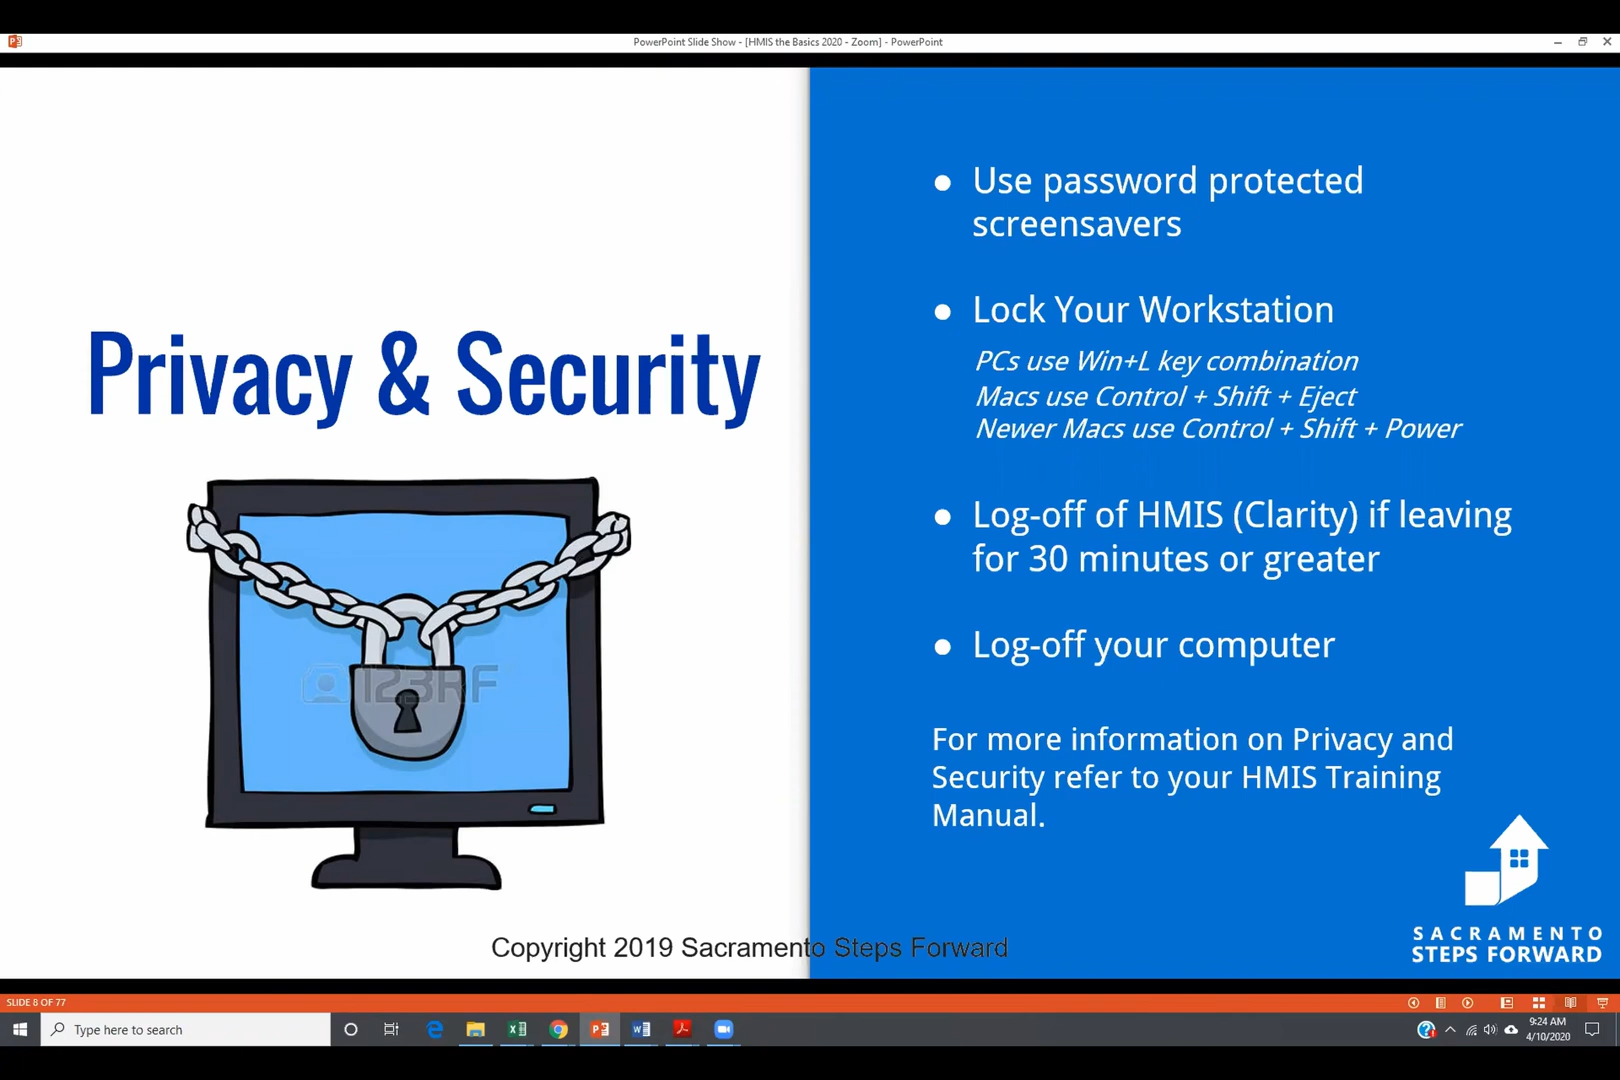 PowerPoint Slide Show - [HMIS the Basics 2020 - Zoom] - PowerPoint
Privacy & Security
123RF
● Use password protected
screensavers
● Lock Your Workstation
PCs use Win+L key combination
Macs use Control + Shift + Eject
Newer Macs use Control + Shift + Power
● Log-off of HMIS (Clarity) if leaving
for 30 minutes or greater
● Log-off your computer
For more information on Privacy and
Security refer to your HMIS Training
Manual.
SACRAMENTO
STEPS FORWARD
Copyright 2019 Sacramento Steps Forward
SLIDE 8 OF 77
Type here to search
9:24 AM
4/10/2020